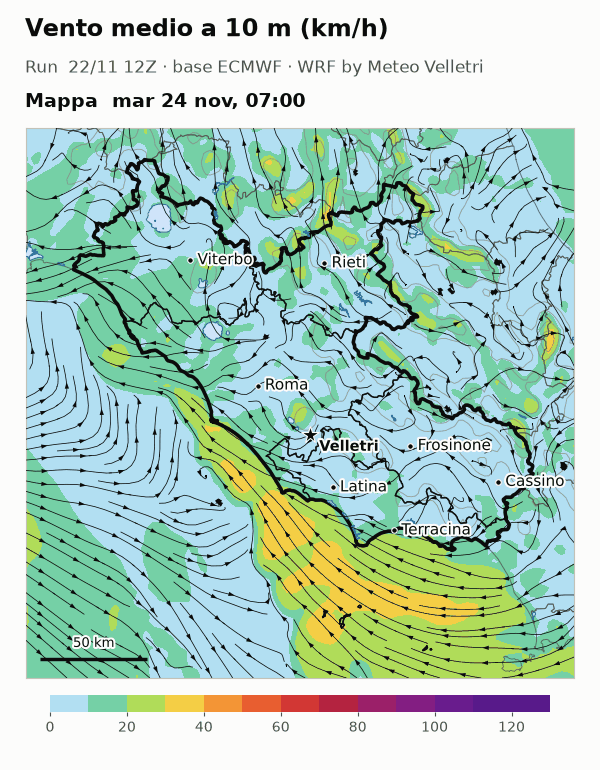 Vento medio a 10 m (km/h)
Run 22/11 12Z · base ECMWF · WRF by Meteo Velletri
Mappa mar 24 nov, 07:00
Viterbo
Rieti
Roma
Velletri
Frosinone
Cassino
Latina
Terracina
50 km
0 20 40 60 80 100 120